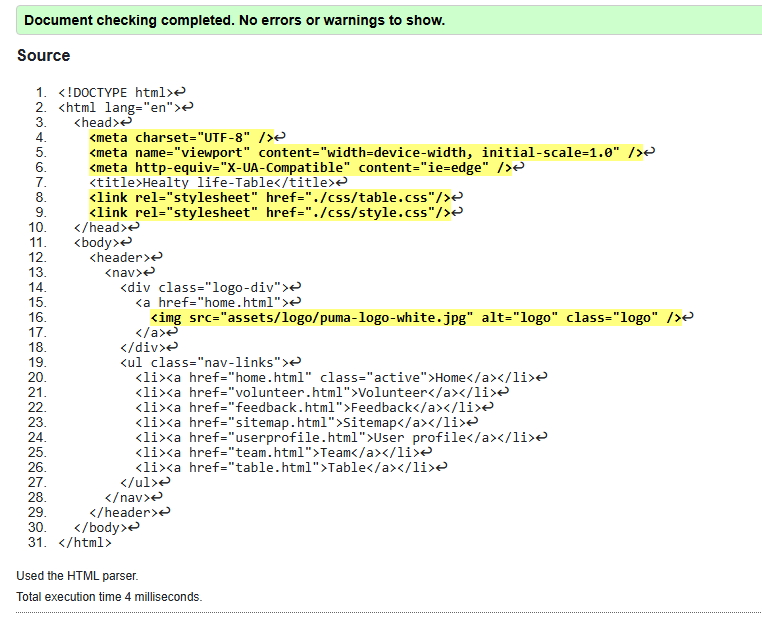 Document checking completed. No errors or warnings to show.
Source
1. <!DOCTYPE html>↩
2. <html lang="en">↩
3. <head>↩
4. <meta charset="UTF-8" />↩
5. <meta name="viewport" content="width=device-width, initial-scale=1.0" />↩
6. <meta http-equiv="X-UA-Compatible" content="ie=edge" />↩
7. <title>Healty life-Table</title>↩
8. <link rel="stylesheet" href="./css/table.css"/>↩
9. <link rel="stylesheet" href="./css/style.css"/>↩
10. </head>↩
11. <body>↩
12. <header>↩
13. <nav>↩
14. <div class="logo-div">↩
15. <a href="home.html">↩
16. <img src="assets/logo/puma-logo-white.jpg" alt="logo" class="logo" />↩
17. </a>↩
18. </div>↩
19. <ul class="nav-links">↩
20. <li><a href="home.html" class="active">Home</a></li>↩
21. <li><a href="volunteer.html">Volunteer</a></li>↩
22. <li><a href="feedback.html">Feedback</a></li>↩
23. <li><a href="sitemap.html">Sitemap</a></li>↩
24. <li><a href="userprofile.html">User profile</a></li>↩
25. <li><a href="team.html">Team</a></li>↩
26. <li><a href="table.html">Table</a></li>↩
27. </ul>↩
28. </nav>↩
29. </header>↩
30. </body>↩
31. </html>
Used the HTML parser.
Total execution time 4 milliseconds.